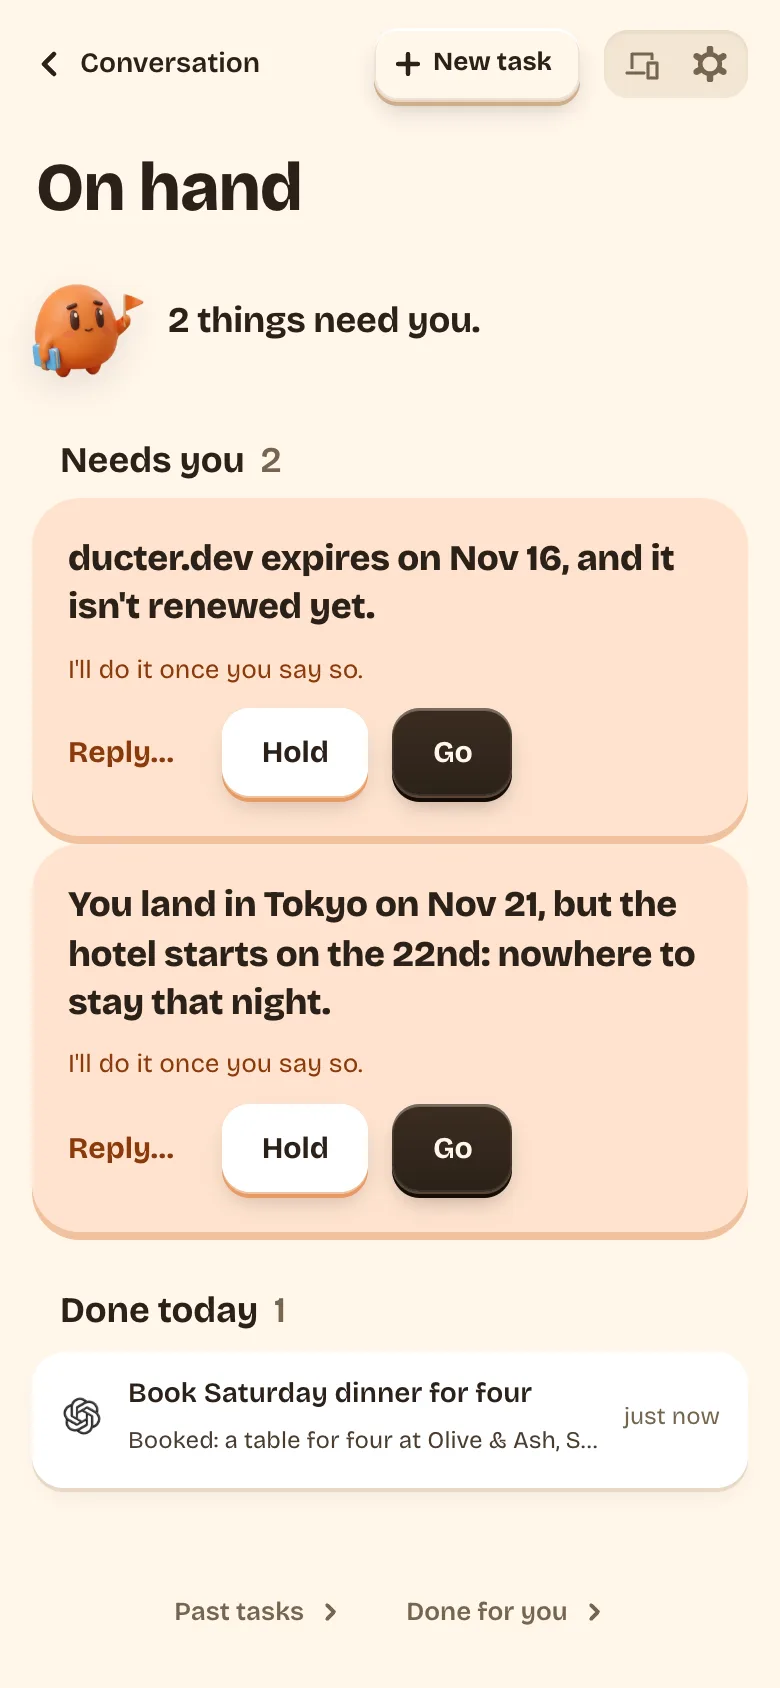 Conversation
New task
On hand
2 things need you.
Needs you 2
ducter.dev expires on Nov 16, and it
isn't renewed yet.
I'll do it once you say so.
Reply...
Hold
Go
You land in Tokyo on Nov 21, but the
hotel starts on the 22nd: nowhere to
stay that night.
I'll do it once you say so.
Reply...
Hold
Go
Done today 1
Book Saturday dinner for four
Booked: a table for four at Olive & Ash, S...
just now
Past tasks
Done for you